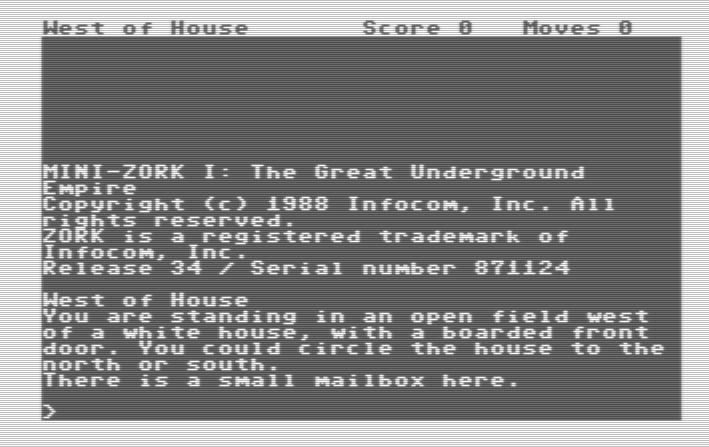 West of House Score 0 Moves 0
MINI-ZORK I: The Great Underground
Empire
Copyright (c) 1988 Infocom, Inc. All
rights reserved.
ZORK is a registered trademark of
Infocom, Inc.
Release 34 / Serial number 871124
West of House
You are standing in an open field west
of a white house, with a boarded front
door. You could circle the house to the
north or south.
There is a small mailbox here.
>